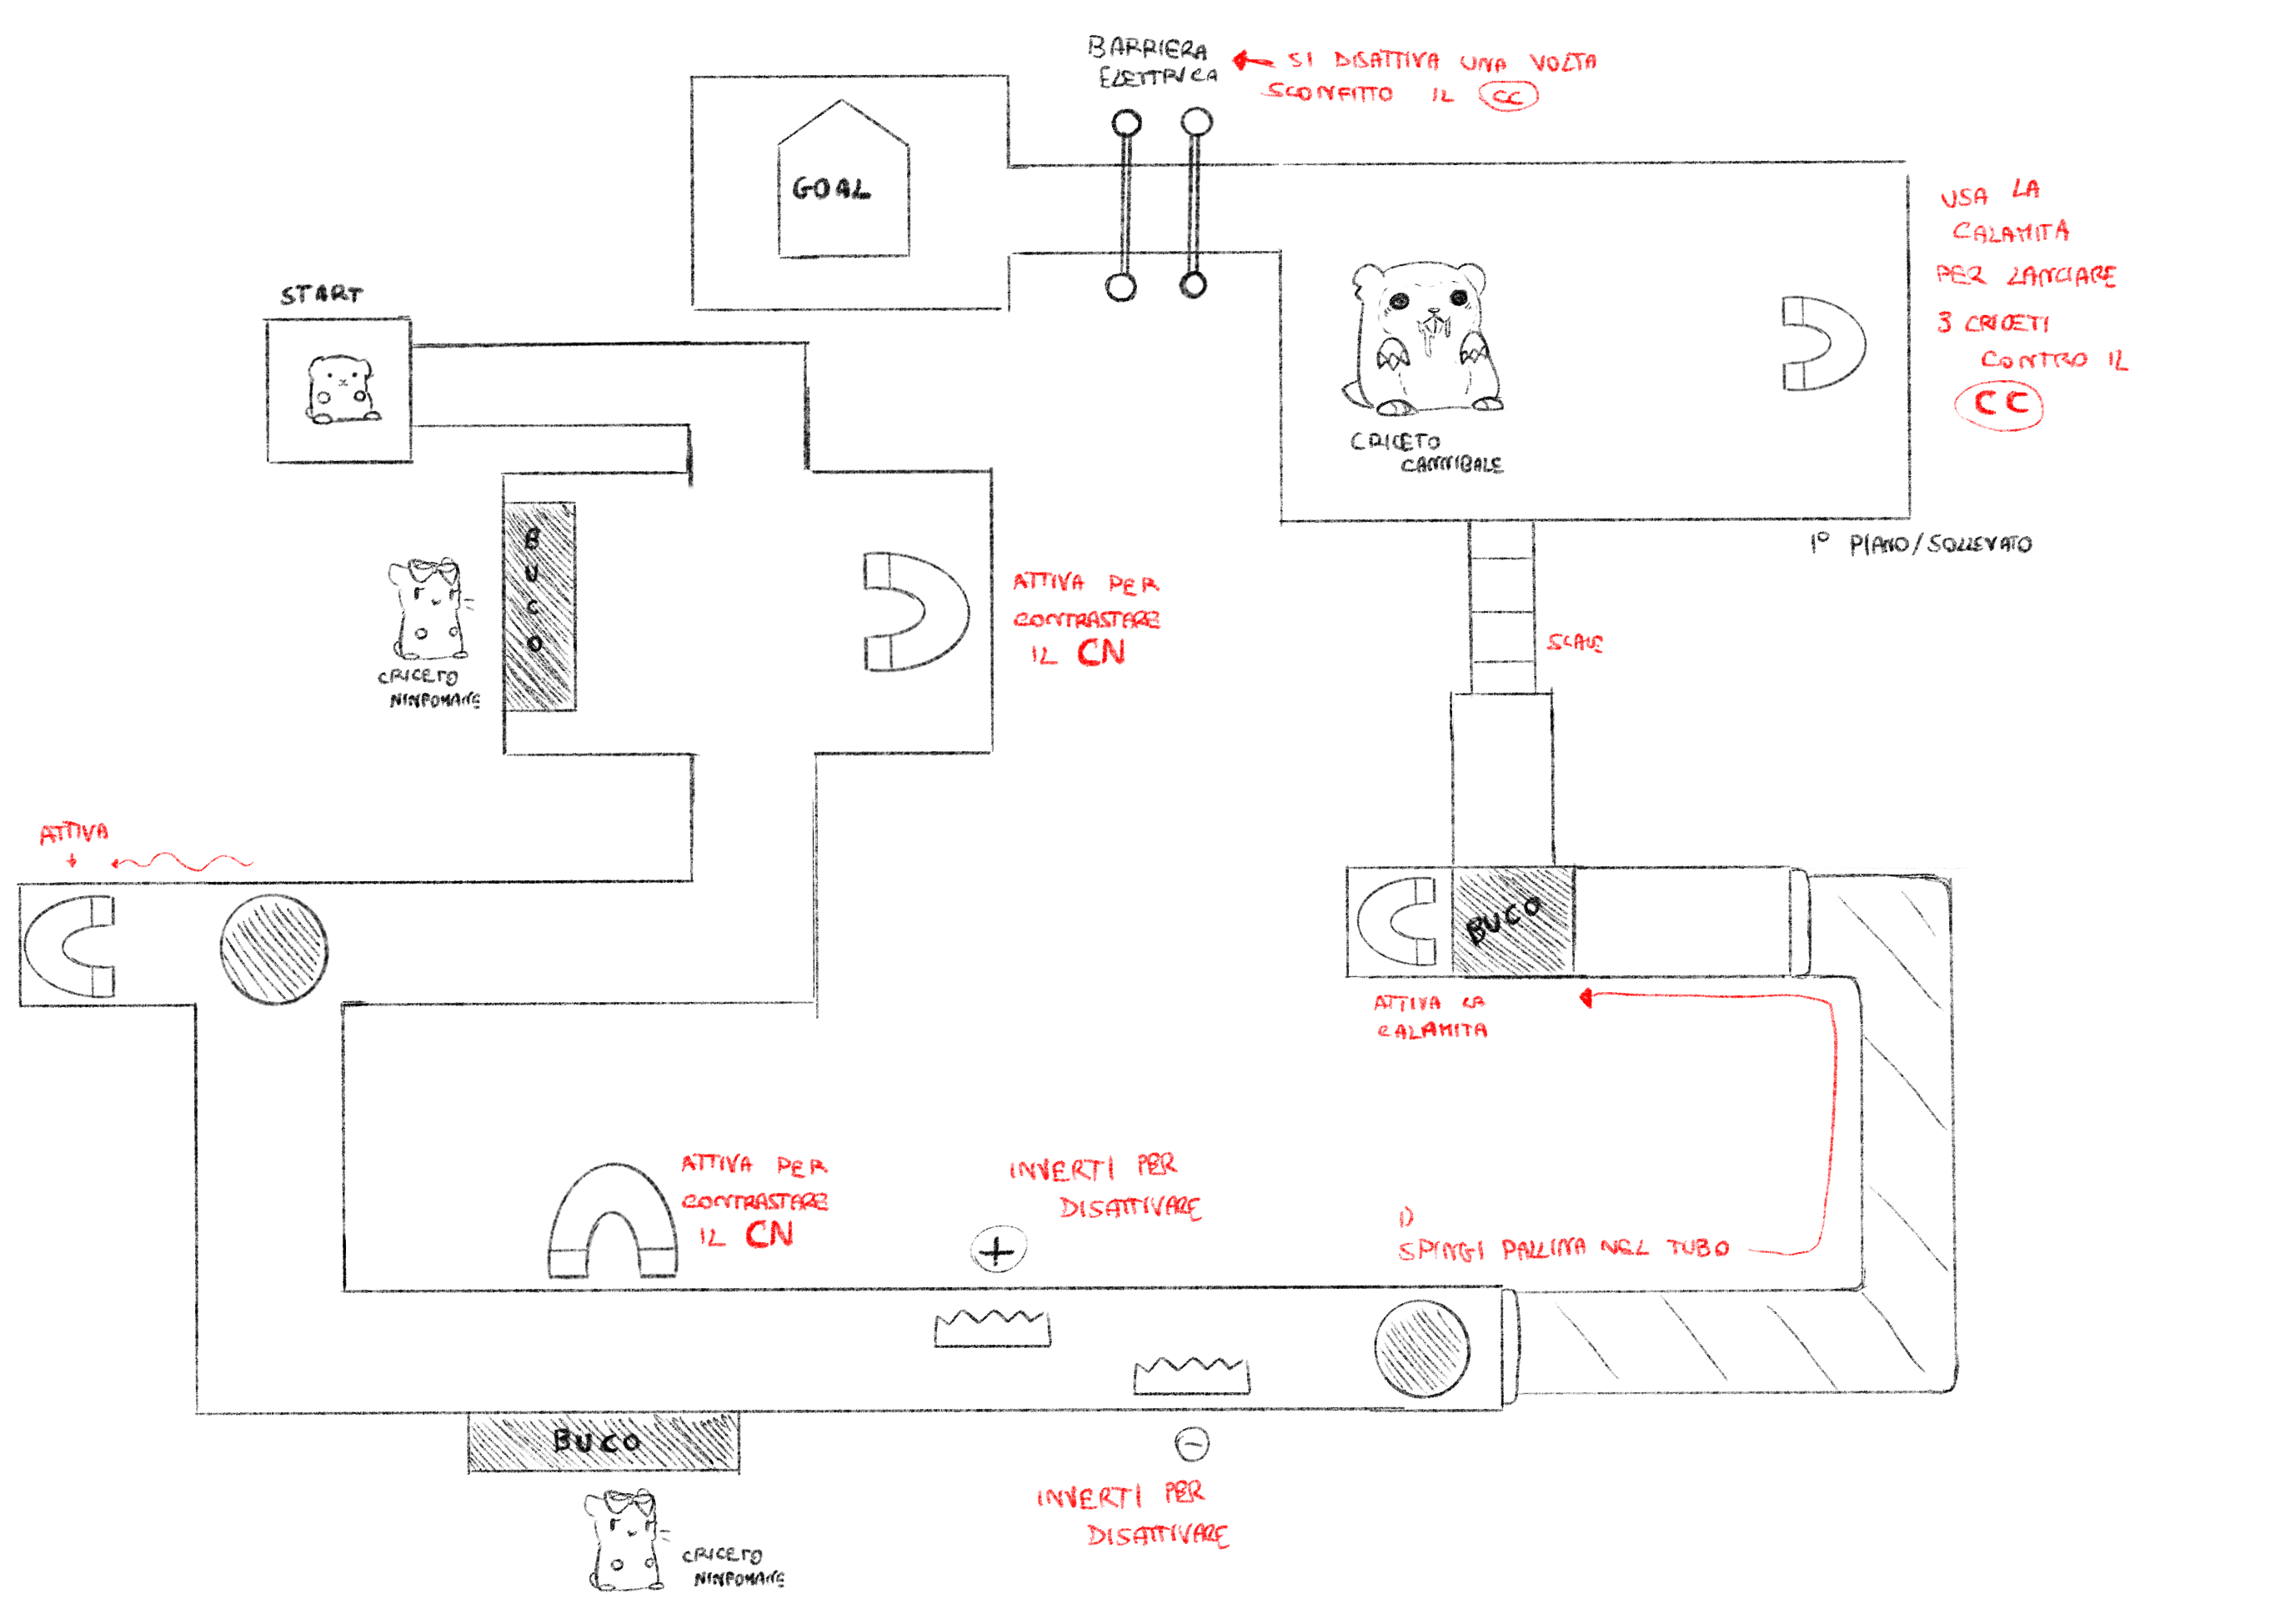 BARRIERA
ELETTRICA
SI DISATTIVA UNA VOLTA
SCONFITTO IL CC
GOAL
USA LA
CALAMITA
PER LANCIARE
3 CRICETI
CONTRO IL
CC
START
CRICETO
CANNIBALE
1° PIANO/SOLLEVATO
BUCO
CRICETO
NINFOMANE
ATTIVA PER
CONTRASTARE
IL CN
SCALE
ATTIVA
BUCO
ATTIVA LA
CALAMITA
ATTIVA PER
CONTRASTARE
IL CN
INVERTI PER
DISATTIVARE
+
1)
SPINGI PALLINA NEL TUBO
BUCO
-
INVERTI PER
DISATTIVARE
CRICETO
NINFOMANE